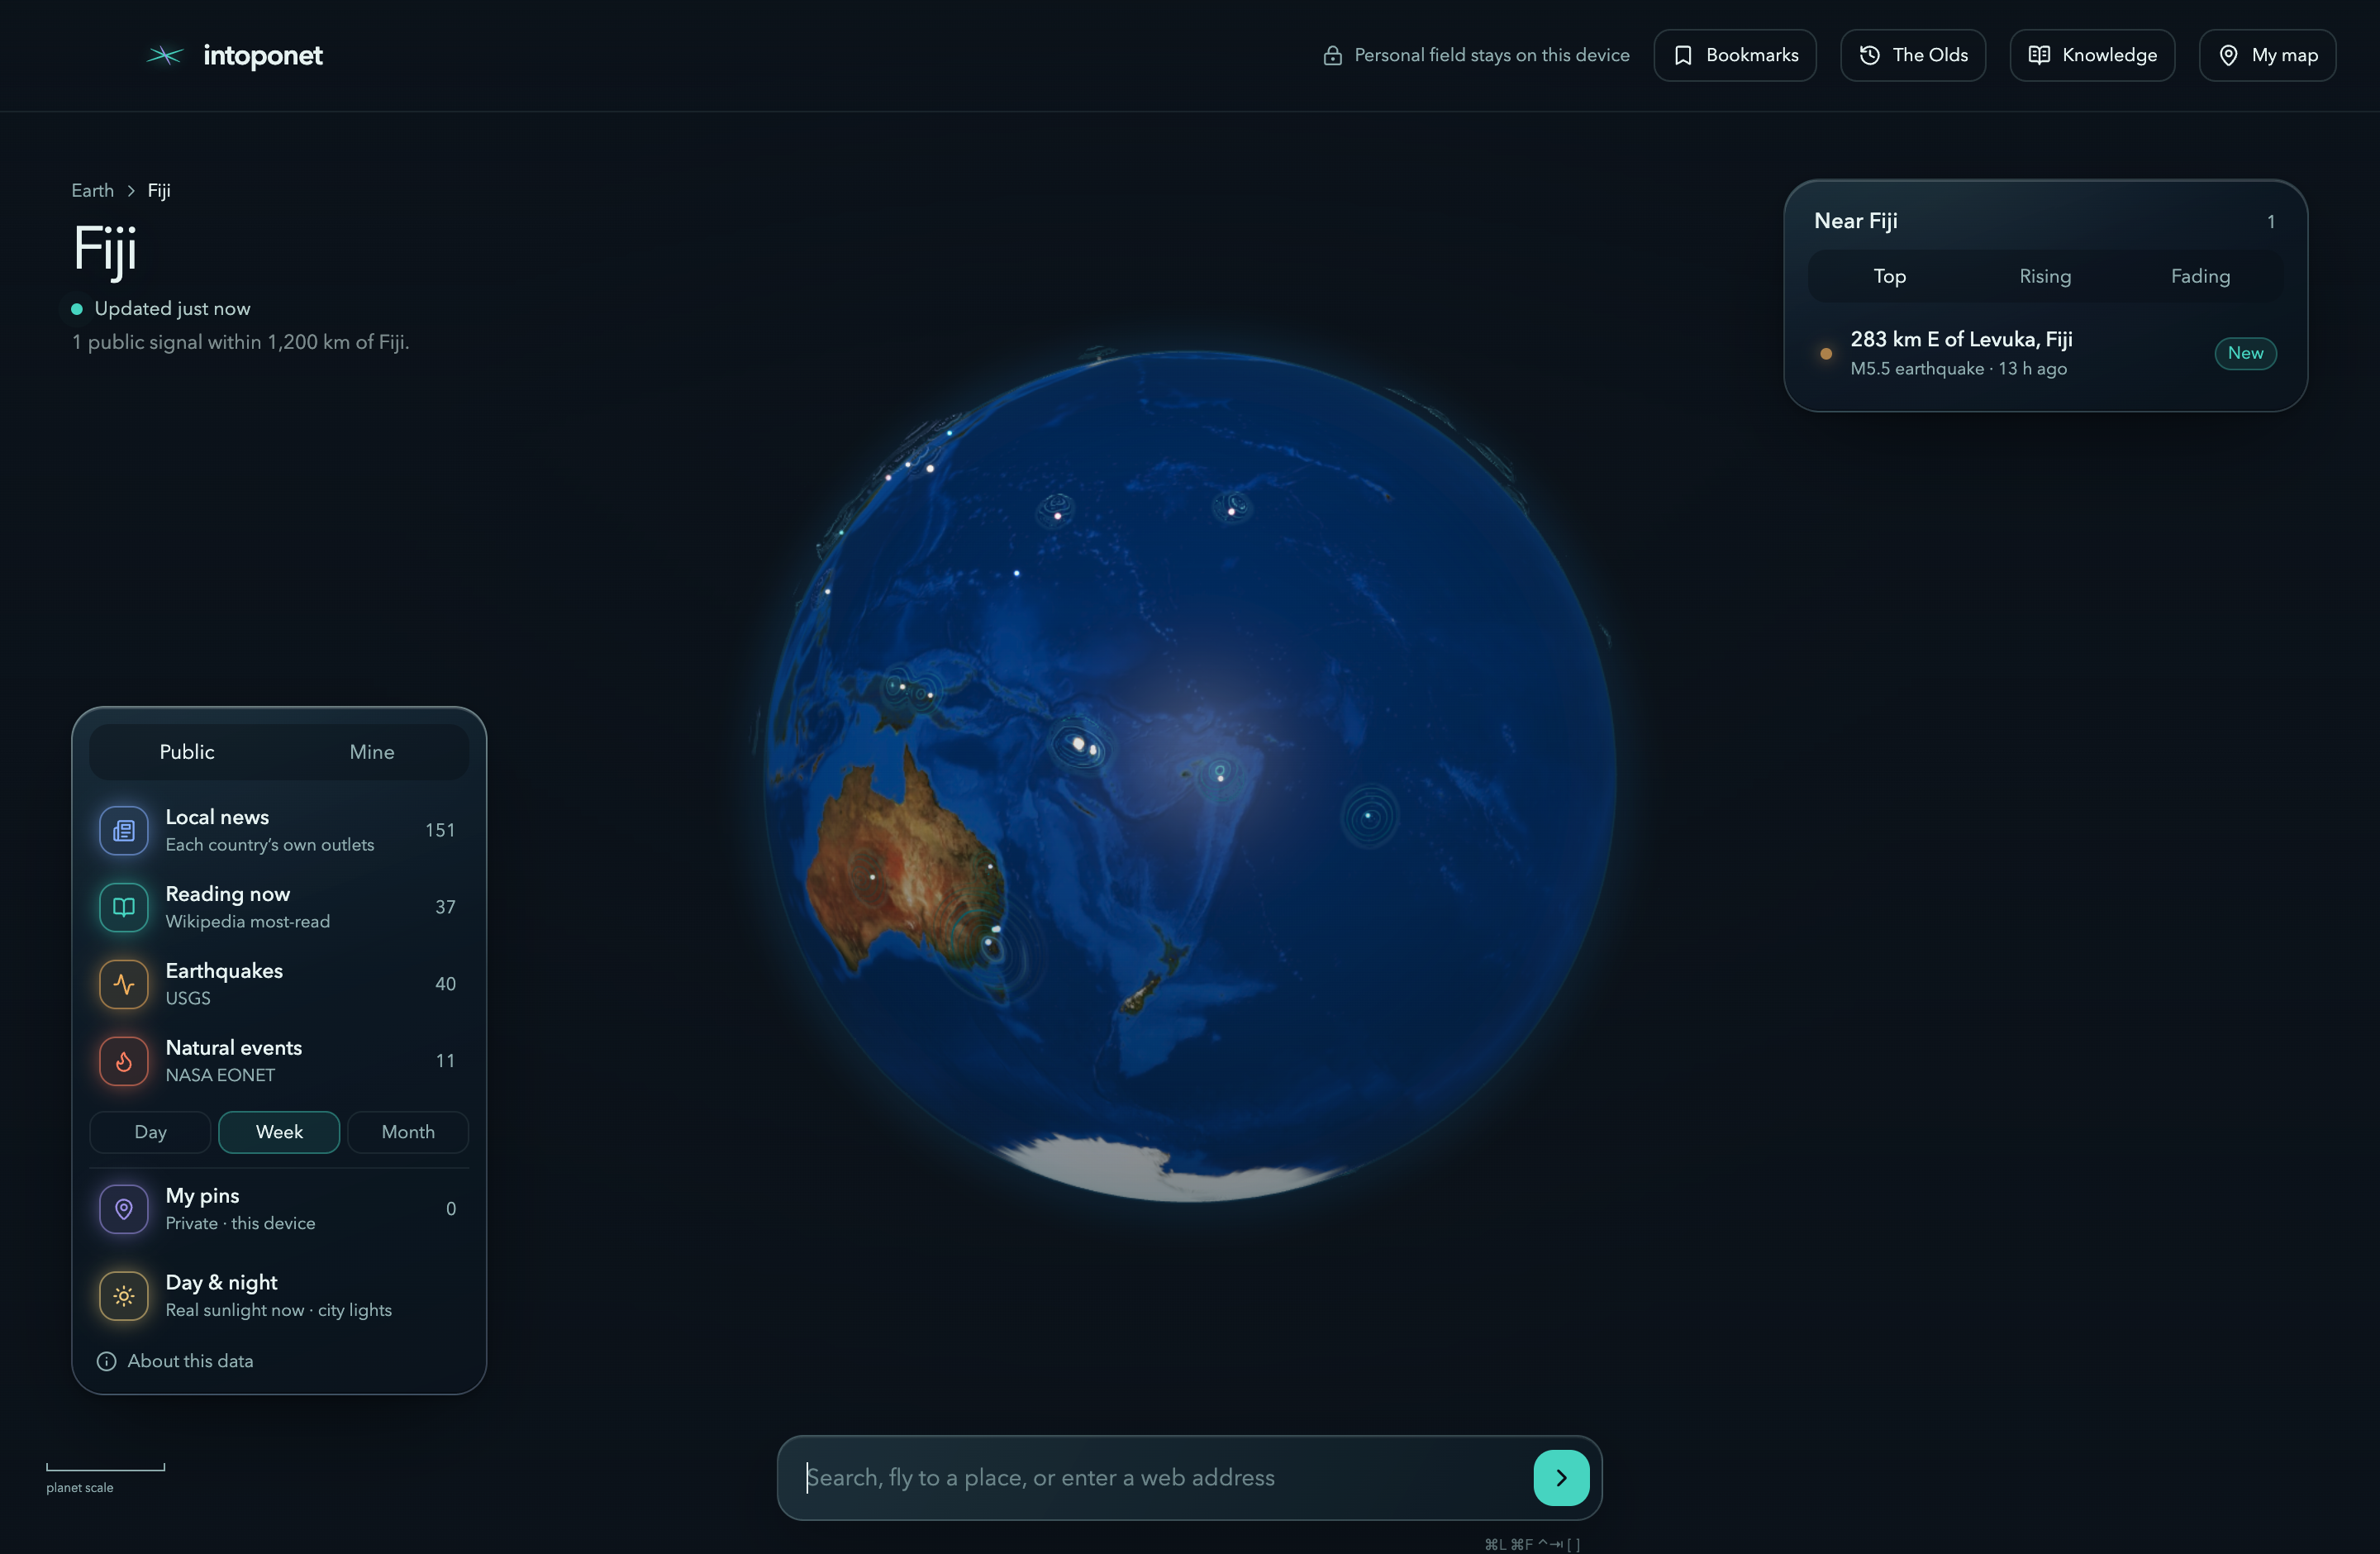 intoponet
Personal field stays on this device
Bookmarks
The Olds
Knowledge
My map
Earth > Fiji
Fiji
Updated just now
1 public signal within 1,200 km of Fiji.
Near Fiji
1
Top
Rising
Fading
283 km E of Levuka, Fiji
M5.5 earthquake · 13 h ago
New
Public
Mine
Local news
Each country’s own outlets
151
Reading now
Wikipedia most-read
37
Earthquakes
USGS
40
Natural events
NASA EONET
11
Day
Week
Month
My pins
Private · this device
0
Day & night
Real sunlight now · city lights
About this data
planet scale
Search, fly to a place, or enter a web address
⌘L ⌘F ^⇥ [ ]